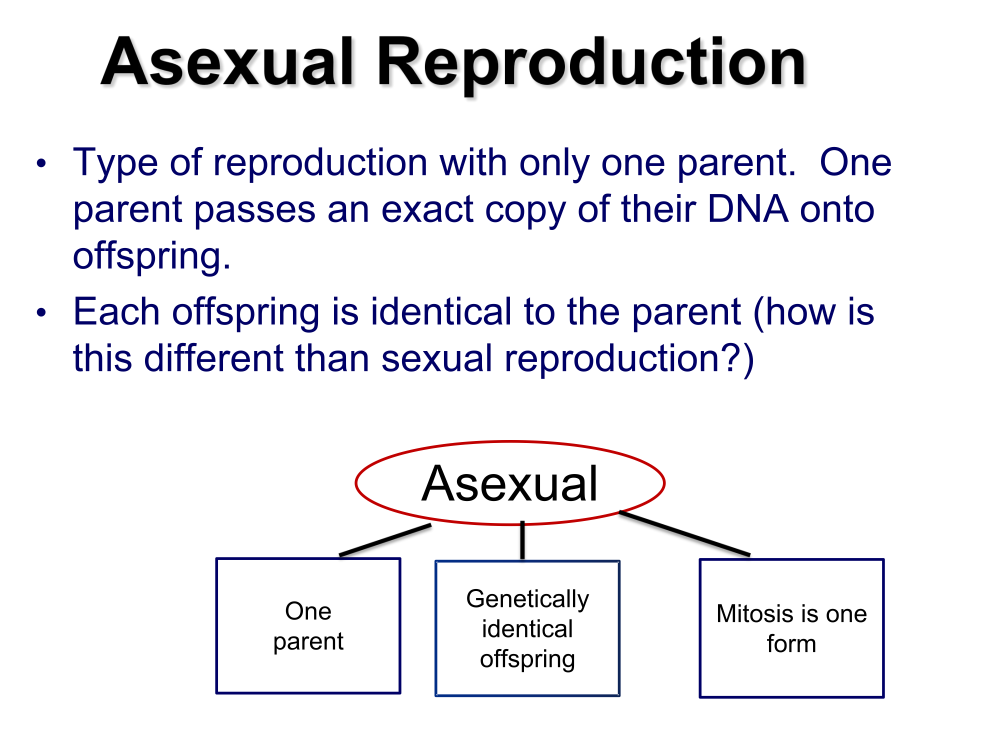 Asexual Reproduction
• Type of reproduction with only one parent.  One
parent passes an exact copy of their DNA onto
offspring.
• Each offspring is identical to the parent (how is
this different than sexual reproduction?)
Asexual
One
parent
Genetically
identical
offspring
Mitosis is one
form